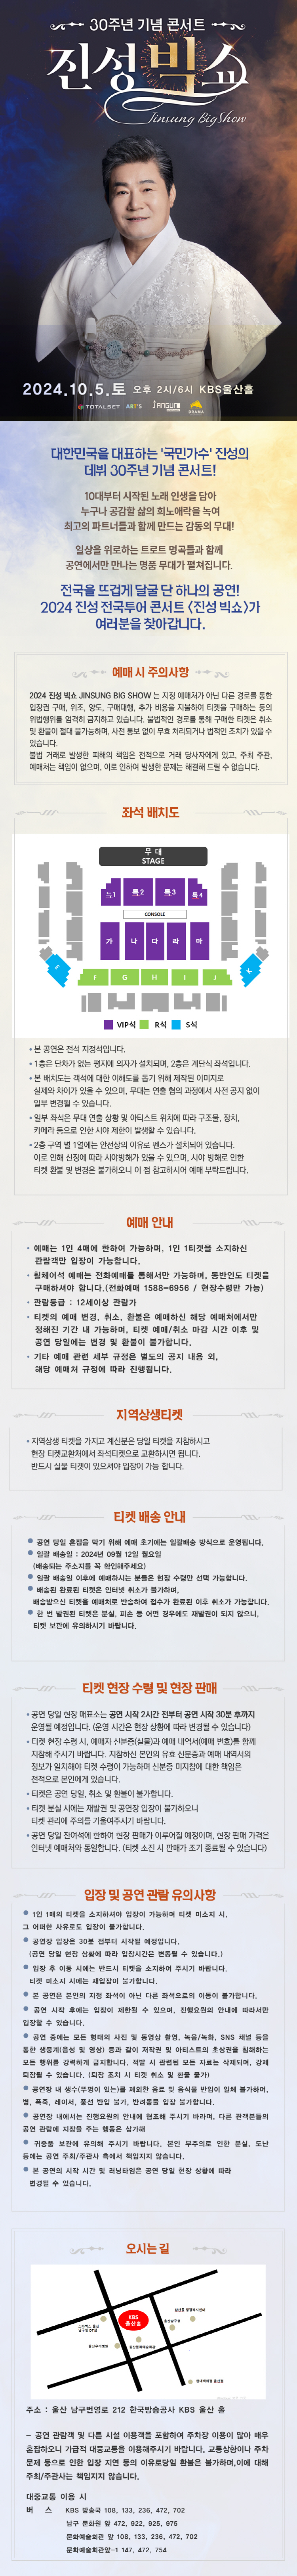 30주년 기념 콘서트
진성 빅쇼
Jinsung BigShow
2024.10.5.토 오후 2시/6시 KBS울산홀
TOTALSET ART'S JANGUN
대한민국을 대표하는 '국민가수' 진성의
데뷔 30주년 기념 콘서트!
10대부터 시작된 노래 인생을 담아
누구나 공감할 삶의 희노애락을 녹여
최고의 파트너들과 함께 만드는 감동의 무대!
일상을 위로하는 트로트 명곡들과 함께
공연에서만 만나는 명품 무대가 펼쳐집니다.
전국을 뜨겁게 달굴 단 하나의 공연!
2024 진성 전국투어 콘서트 <진성 빅쇼>가
여러분을 찾아갑니다.
예매 시 주의사항
2024 진성 빅쇼 JINSUNG BIG SHOW 는 지정 예매처가 아닌 다른 경로를 통한
입장권 구매, 위조, 양도, 구매대행, 추가 비용을 지불하여 티켓을 구매하는 등의
위법행위를 엄격히 금지하고 있습니다. 불법적인 경로를 통해 구매한 티켓은 취소
및 환불이 절대 불가능하며, 사전 통보 없이 무효 처리되거나 법적인 조치가 있을 수
있습니다.
불법 거래로 발생한 피해의 책임은 전적으로 거래 당사자에게 있고, 주최 주관,
예매처는 책임이 없으며, 이로 인하여 발생한 문제는 해결해 드릴 수 없습니다.
좌석 배치도
무 대
STAGE
특1 특2 특3 특4
CONSOLE
가 나 다 라 마
F G H I J
VIP석 R석 S석
• 본 공연은 전석 지정석입니다.
• 1층은 단차가 없는 평지에 의자가 설치되며, 2층은 계단식 좌석입니다.
• 본 배치도는 객석에 대한 이해도를 돕기 위해 제작된 이미지로
실제와 차이가 있을 수 있으며, 무대는 연출 협의 과정에서 사전 공지 없이
일부 변경될 수 있습니다.
• 일부 좌석은 무대 연출 상황 및 아티스트 위치에 따라 구조물, 장치,
카메라 등으로 인한 시야 제한이 발생할 수 있습니다.
• 2층 구역 별 1열에는 안전상의 이유로 펜스가 설치되어 있습니다.
이로 인해 신장에 따라 시야방해가 있을 수 있으며, 시야 방해로 인한
티켓 환불 및 변경은 불가하오니 이 점 참고하시어 예매 부탁드립니다.
예매 안내
• 예매는 1인 4매에 한하여 가능하며, 1인 1티켓을 소지하신
관람객만 입장이 가능합니다.
• 휠체어석 예매는 전화예매를 통해서만 가능하며, 동반인도 티켓을
구매하셔야 합니다.(전화예매 1588-6956 / 현장수령만 가능)
• 관람등급 : 12세이상 관람가
• 티켓의 예매 변경, 취소, 환불은 예매하신 해당 예매처에서만
정해진 기간 내 가능하며, 티켓 예매/취소 마감 시간 이후 및
공연 당일에는 변경 및 환불이 불가합니다.
• 기타 예매 관련 세부 규정은 별도의 공지 내용 외,
해당 예매처 규정에 따라 진행됩니다.
지역상생티켓
• 지역상생 티켓을 가지고 계신분은 당일 티켓을 지참하시고
현장 티켓교환처에서 좌석티켓으로 교환하시면 됩니다.
반드시 실물 티켓이 있으셔야 입장이 가능 합니다.
티켓 배송 안내
● 공연 당일 혼잡을 막기 위해 예매 초기에는 일괄배송 방식으로 운영됩니다.
● 일괄 배송일 : 2024년 09월 12일 월요일
(배송되는 주소지를 꼭 확인해주세요)
● 일괄 배송일 이후에 예매하시는 분들은 현장 수령만 선택 가능합니다.
● 배송된 완료된 티켓은 인터넷 취소가 불가하며,
배송받으신 티켓을 예매처로 반송하여 접수가 완료된 이후 취소가 가능합니다.
● 한 번 발권된 티켓은 분실, 파손 등 어떤 경우에도 재발권이 되지 않으니,
티켓 보관에 유의하시기 바랍니다.
티켓 현장 수령 및 현장 판매
• 공연 당일 현장 매표소는 공연 시작 2시간 전부터 공연 시작 30분 후까지
운영될 예정입니다. (운영 시간은 현장 상황에 따라 변경될 수 있습니다)
• 티켓 현장 수령 시, 예매자 신분증(실물)과 예매 내역서(예매 번호)를 함께
지참해 주시기 바랍니다. 지참하신 본인의 유효 신분증과 예매 내역서의
정보가 일치해야 티켓 수령이 가능하며 신분증 미지참에 대한 책임은
전적으로 본인에게 있습니다.
• 티켓은 공연 당일, 취소 및 환불이 불가합니다.
• 티켓 분실 시에는 재발권 및 공연장 입장이 불가하오니
티켓 관리에 주의를 기울여주시기 바랍니다.
• 공연 당일 잔여석에 한하여 현장 판매가 이루어질 예정이며, 현장 판매 가격은
인터넷 예매처와 동일합니다. (티켓 소진 시 판매가 조기 종료될 수 있습니다)
입장 및 공연 관람 유의사항
● 1인 1매의 티켓을 소지하셔야 입장이 가능하며 티켓 미소지 시,
그 어떠한 사유로도 입장이 불가합니다.
● 공연장 입장은 30분 전부터 시작될 예정입니다.
(공연 당일 현장 상황에 따라 입장시간은 변동될 수 있습니다.)
● 입장 후 이동 시에는 반드시 티켓을 소지하여 주시기 바랍니다.
티켓 미소지 시에는 재입장이 불가합니다.
● 본 공연은 본인의 지정 좌석이 아닌 다른 좌석으로의 이동이 불가합니다.
● 공연 시작 후에는 입장이 제한될 수 있으며, 진행요원의 안내에 따라서만
입장할 수 있습니다.
● 공연 중에는 모든 형태의 사진 및 동영상 촬영, 녹음/녹화, SNS 채널 등을
통한 생중계(음성 및 영상) 등과 같이 저작권 및 아티스트의 초상권을 침해하는
모든 행위를 강력하게 금지합니다. 적발 시 관련된 모든 자료는 삭제되며, 강제
퇴장될 수 있습니다. (퇴장 조치 시 티켓 취소 및 환불 불가)
● 공연장 내 생수(뚜껑이 있는)를 제외한 음료 및 음식물 반입이 일체 불가하며,
별, 폭죽, 레이서, 풍선 반입 불가, 반려동물 입장 불가합니다.
● 공연장 내에서는 진행요원의 안내에 협조해 주시기 바라며, 다른 관객분들의
공연 관람에 지장을 주는 행동은 삼가해
● 귀중품 보관에 유의해 주시기 바랍니다. 본인 부주의로 인한 분실, 도난
등에는 공연 주최/주관사 측에서 책임지지 않습니다.
● 본 공연의 시작 시간 및 러닝타임은 공연 당일 현장 상황에 따라
변경될 수 있습니다.
오시는 길
KBS
울산홀
주소 : 울산 남구번영로 212 한국방송공사 KBS 울산 홀
- 공연 관람객 및 다른 시설 이용객을 포함하여 주차장 이용이 많아 매우
혼잡하오니 가급적 대중교통을 이용해주시기 바랍니다, 교통상황이나 주차
문제 등으로 인한 입장 지연 등의 이유로당일 환불은 불가하며,이에 대해
주최/주관사는 책임지지 않습니다.
대중교통 이용 시
버 스 KBS 방송국 108, 133, 236, 472, 702
남구 문화원 앞 472, 922, 925, 975
문화예술회관 앞 108, 133, 236, 472, 702
문화예술회관앞-1 147, 472, 754